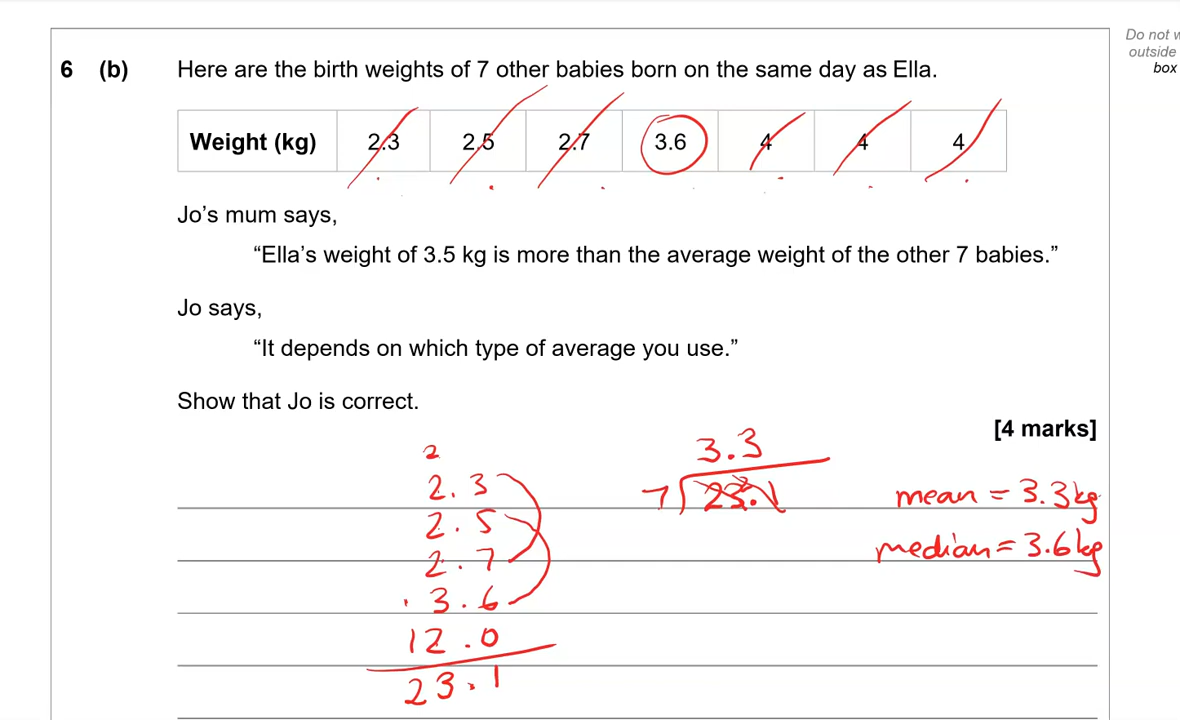 Do not w
outside
box
6 (b) Here are the birth weights of 7 other babies born on the same day as Ella.
Weight (kg) 2.3 2.5 2.7 3.6 4 4 4
Jo’s mum says,
“Ella’s weight of 3.5 kg is more than the average weight of the other 7 babies.”
Jo says,
“It depends on which type of average you use.”
Show that Jo is correct.
[4 marks]
2
2.3
2.5
2.7
3.6
12.0
23.1
3.3
7 23.1
mean = 3.3kg
median = 3.6kg